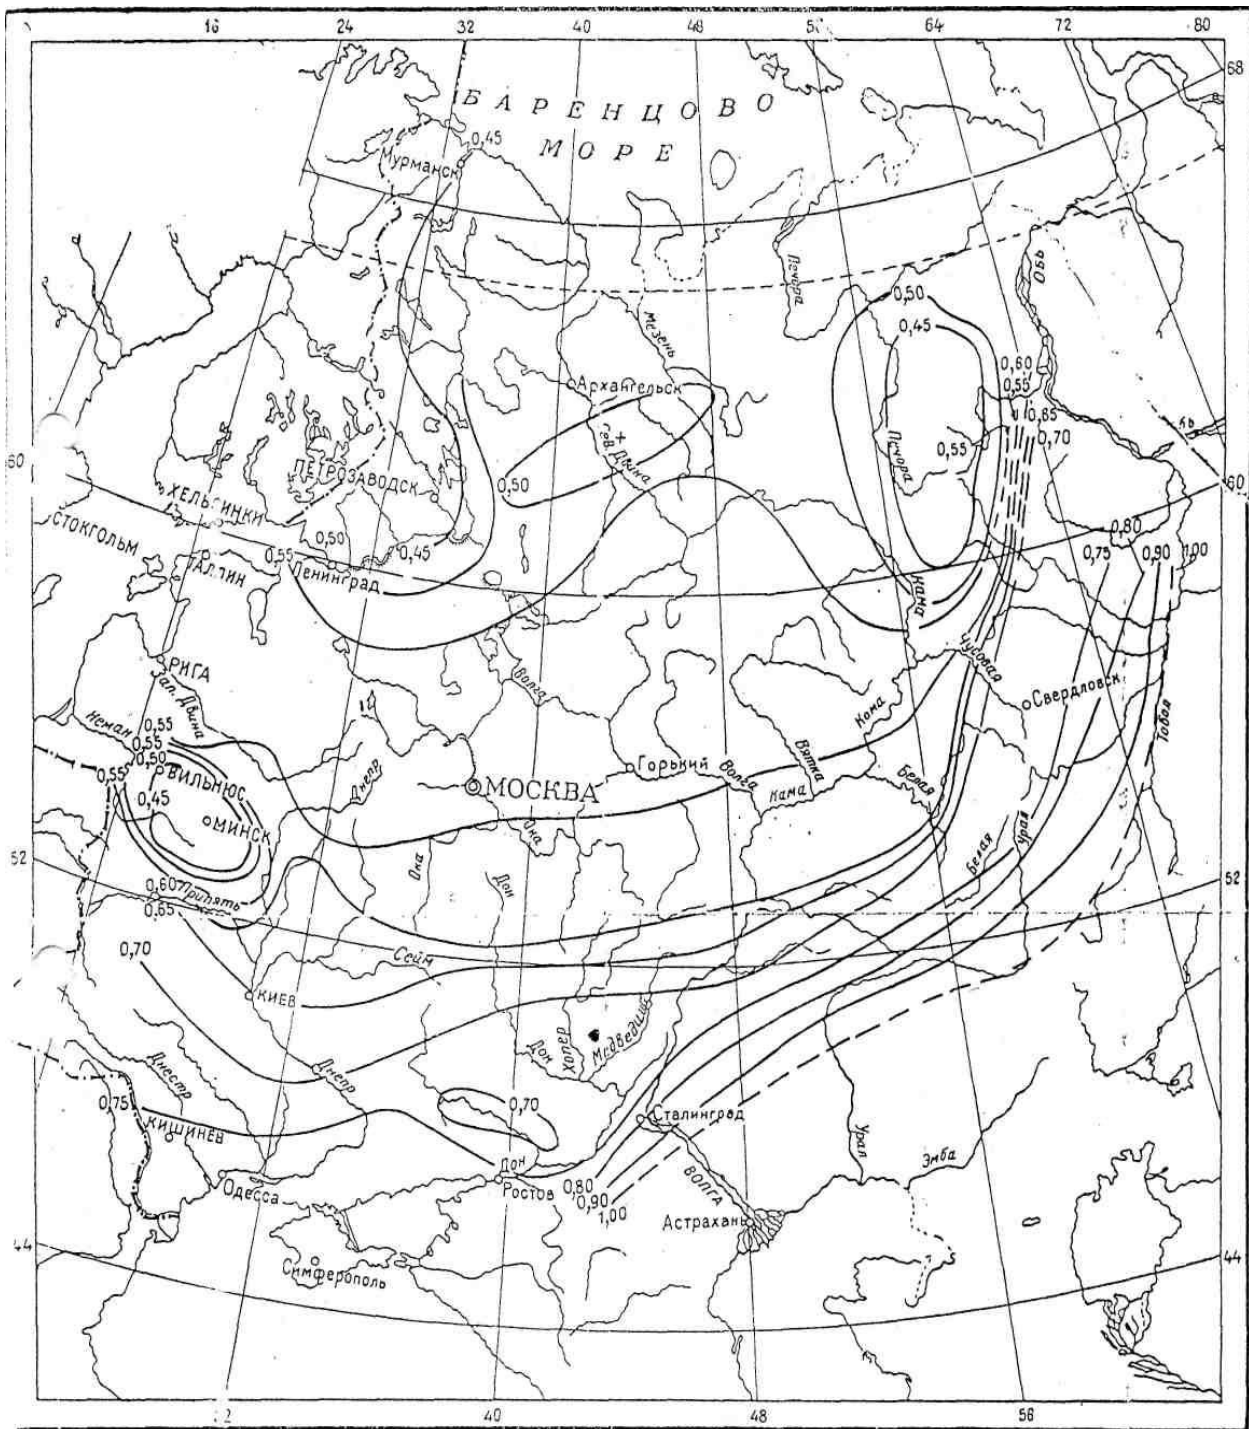 16 24 32 40 48 56 64 72 80
68
БАРЕНЦОВО
МОРЕ
0,45
Мурманск
Печора
Обь
0,50
0,45
Мезень
0,60
0,55
Архангельск
0,65
0,70
0,55
Печора
Сев. Двина
ПЕТРОЗАВОДСК
0,50
60
60
ХЕЛЬСИНКИ
СТОКГОЛЬМ
ТАЛЛИН
0,55
0,50
0,45
Ленинград
0,80
0,75
0,90
1,00
Кама
Чусовая
РИГА
Зап. Двина
Волга
Свердловск
Тобол
Неман
0,55
0,55
0,50
0,55
ВИЛЬНЮС
0,45
МИНСК
Днепр
МОСКВА
Горький
Волга
Вятка
Кама
Кама
Белая
Ока
Ока
Дон
Белая
Урал
52
52
0,60
Припять
0,65
0,70
Сейм
КИЕВ
Медведица
Хопер
Дон
Днестр
Днепр
0,75
КИШИНЁВ
0,70
Сталинград
Урал
Эмба
Дон
Ростов
Одесса
0,80
0,90
1,00
ВОЛГА
Астрахань
44
44
Симферополь
40 48 56